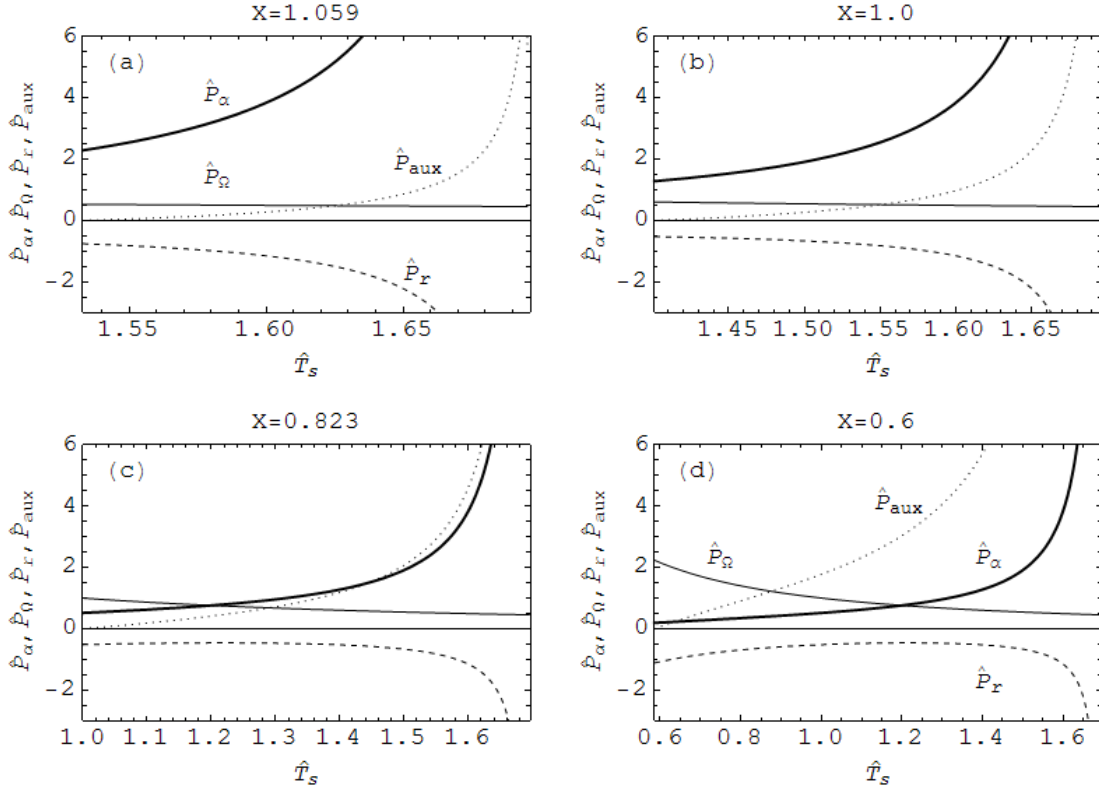 X=1.059
(a)
P̂α
P̂Ω
P̂aux
P̂r
P̂α, P̂Ω, P̂r, P̂aux
6
4
2
0
−2
1.55 1.60 1.65
T̂s
X=1.0
(b)
P̂α, P̂Ω, P̂r, P̂aux
6
4
2
0
−2
1.45 1.50 1.55 1.60 1.65
T̂s
X=0.823
(c)
P̂α, P̂Ω, P̂r, P̂aux
6
4
2
0
−2
1.0 1.1 1.2 1.3 1.4 1.5 1.6
T̂s
X=0.6
(d)
P̂aux
P̂Ω
P̂α
P̂r
P̂α, P̂Ω, P̂r, P̂aux
6
4
2
0
−2
0.6 0.8 1.0 1.2 1.4 1.6
T̂s